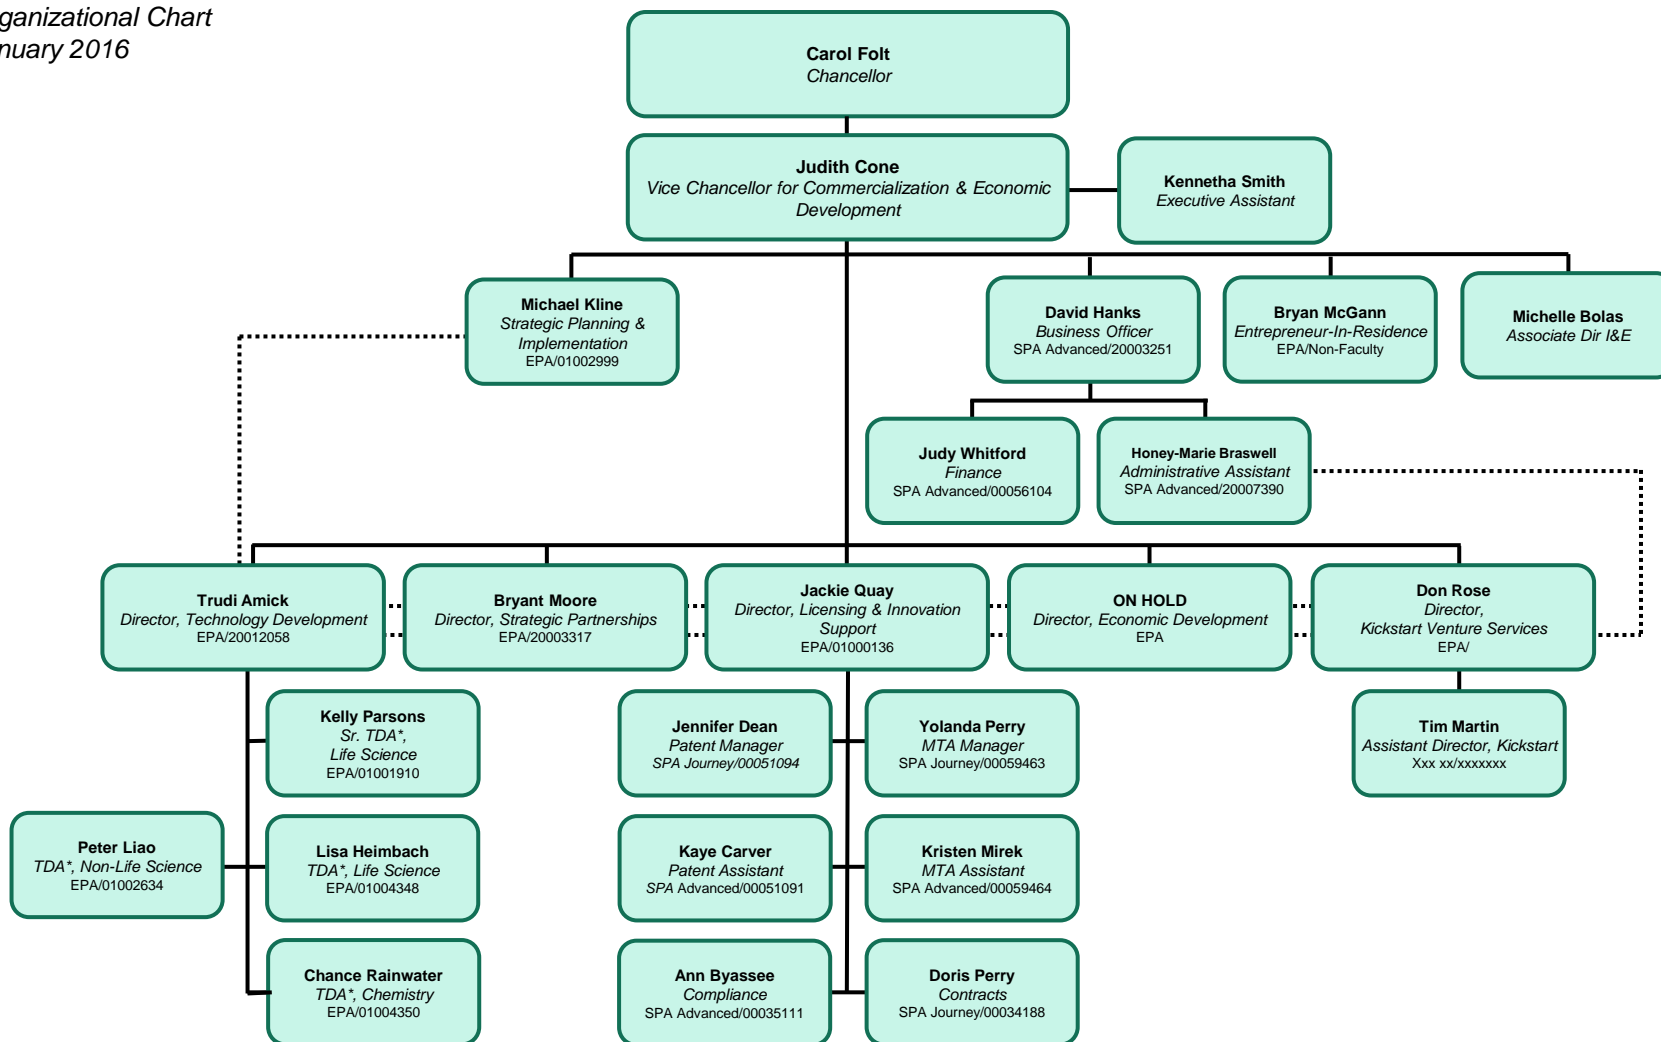 ganizational Chart
nuary 2016
Carol Folt
Chancellor
Judith Cone
Vice Chancellor for Commercialization & Economic
Development
Kennetha Smith
Executive Assistant
Michael Kline
Strategic Planning &
Implementation
EPA/01002999
David Hanks
Business Officer
SPA Advanced/20003251
Bryan McGann
Entrepreneur-In-Residence
EPA/Non-Faculty
Michelle Bolas
Associate Dir I&E
Judy Whitford
Finance
SPA Advanced/00056104
Honey-Marie Braswell
Administrative Assistant
SPA Advanced/20007390
Trudi Amick
Director, Technology Development
EPA/20012058
Bryant Moore
Director, Strategic Partnerships
EPA/20003317
Jackie Quay
Director, Licensing & Innovation
Support
EPA/01000136
ON HOLD
Director, Economic Development
EPA
Don Rose
Director,
Kickstart Venture Services
EPA/
Kelly Parsons
Sr. TDA*,
Life Science
EPA/01001910
Jennifer Dean
Patent Manager
SPA Journey/00051094
Yolanda Perry
MTA Manager
SPA Journey/00059463
Tim Martin
Assistant Director, Kickstart
Xxx xx/xxxxxxx
Peter Liao
TDA*, Non-Life Science
EPA/01002634
Lisa Heimbach
TDA*, Life Science
EPA/01004348
Kaye Carver
Patent Assistant
SPA Advanced/00051091
Kristen Mirek
MTA Assistant
SPA Advanced/00059464
Chance Rainwater
TDA*, Chemistry
EPA/01004350
Ann Byassee
Compliance
SPA Advanced/00035111
Doris Perry
Contracts
SPA Journey/00034188